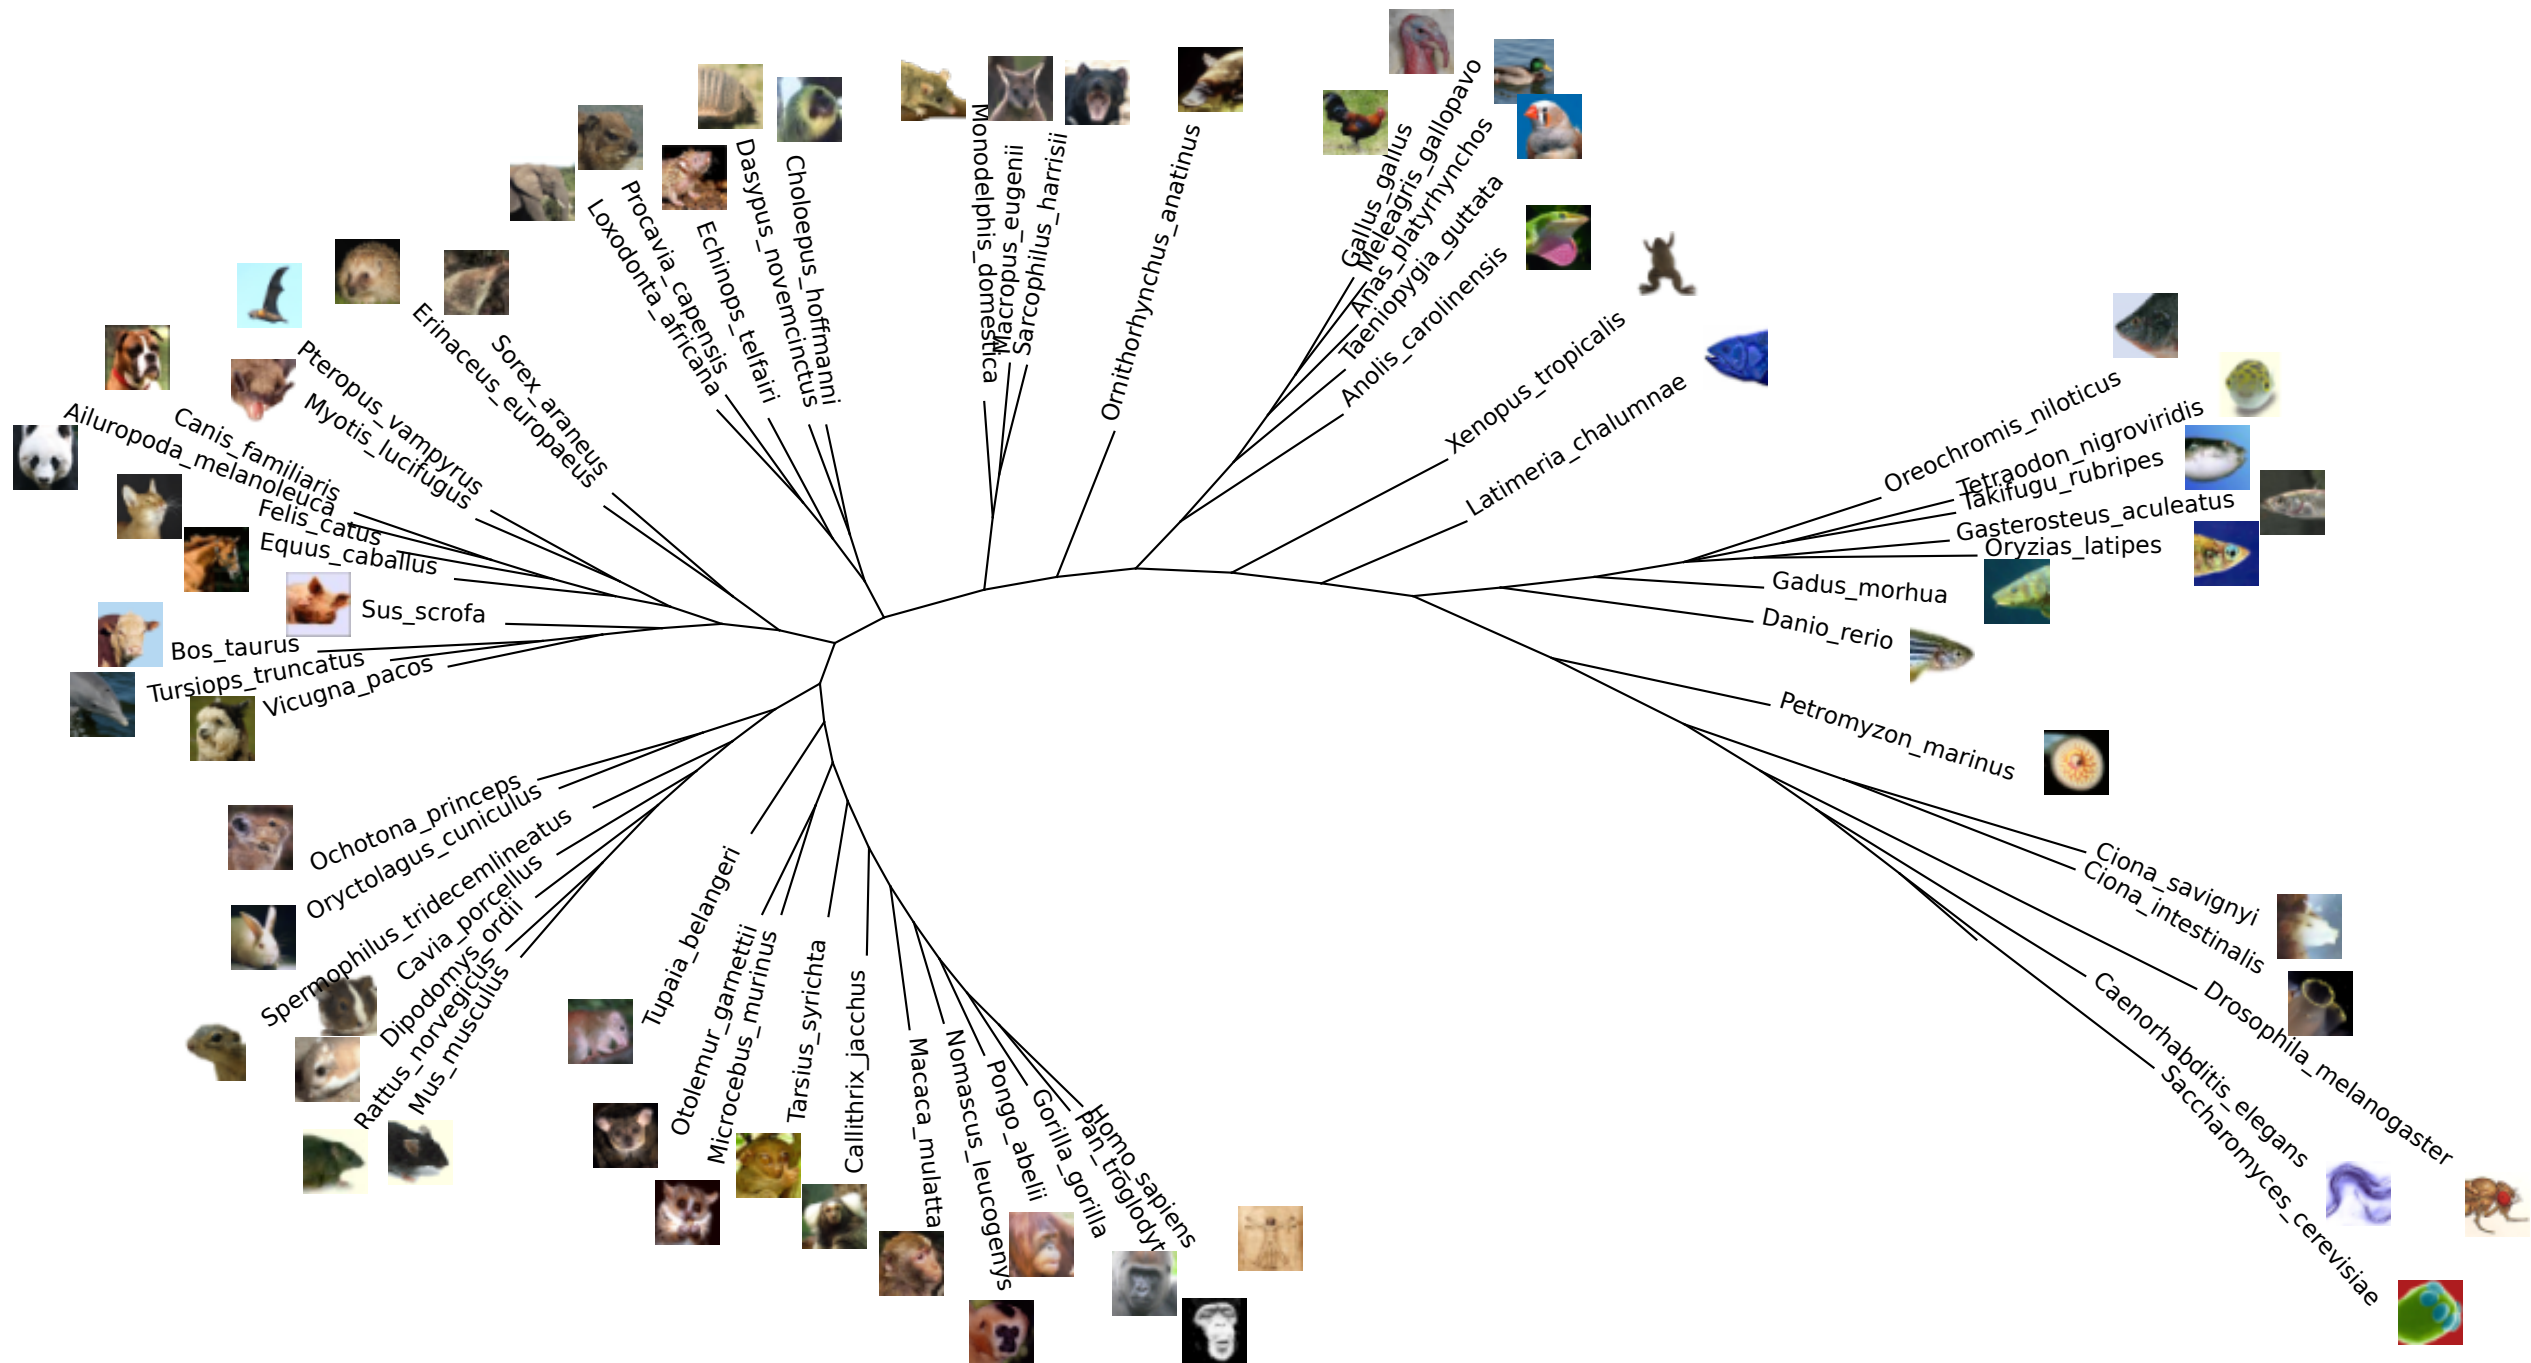 Gallus_gallus
Meleagris_gallopavo
Anas_platyrhynchos
Taeniopygia_guttata
Anolis_carolinensis
Xenopus_tropicalis
Latimeria_chalumnae
Oreochromis_niloticus
Tetraodon_nigroviridis
Takifugu_rubripes
Gasterosteus_aculeatus
Oryzias_latipes
Gadus_morhua
Danio_rerio
Petromyzon_marinus
Ciona_savignyi
Ciona_intestinalis
Drosophila_melanogaster
Caenorhabditis_elegans
Saccharomyces_cerevisiae
Homo_sapiens
Pan_troglodyt
Gorilla_gorilla
Pongo_abelii
Nomascus_leucogenys
Macaca_mulatta
Callithrix_jacchus
Tarsius_syrichta
Microcebus_murinus
Otolemur_garnettii
Tupaia_belangeri
Mus_musculus
Rattus_norvegicus
Dipodomys_ordii
Cavia_porcellus
Spermophilus_tridecemlineatus
Oryctolagus_cuniculus
Ochotona_princeps
Vicugna_pacos
Tursiops_truncatus
Bos_taurus
Sus_scrofa
Equus_caballus
Felis_catus
Ailuropoda_melanoleuca
Canis_familiaris
Myotis_lucifugus
Pteropus_vampyrus
Erinaceus_europaeus
Sorex_araneus
Loxodonta_africana
Procavia_capensis
Echinops_telfairi
Dasypus_novemcinctus
Choloepus_hoffmanni
Monodelphis_domestica
Macropus_eugenii
Sarcophilus_harrisii
Ornithorhynchus_anatinus